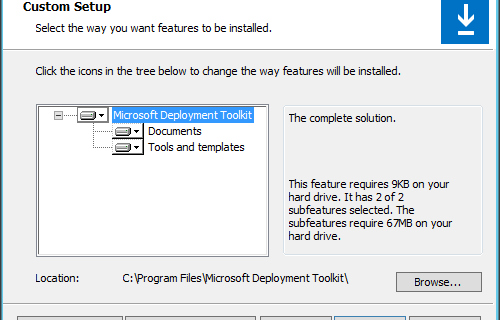 Custom Setup
Select the way you want features to be installed.
Click the icons in the tree below to change the way features will be installed.
Microsoft Deployment Toolkit
Documents
Tools and templates
The complete solution.
This feature requires 9KB on your
hard drive. It has 2 of 2
subfeatures selected. The
subfeatures require 67MB on your
hard drive.
Location:
C:\Program Files\Microsoft Deployment Toolkit\
Browse...